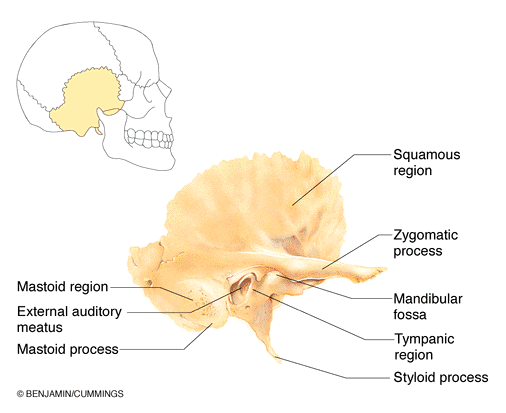 Squamous
region
Zygomatic
process
Mastoid region
External auditory
meatus
Mastoid process
Mandibular
fossa
Tympanic
region
Styloid process
© BENJAMIN/CUMMINGS